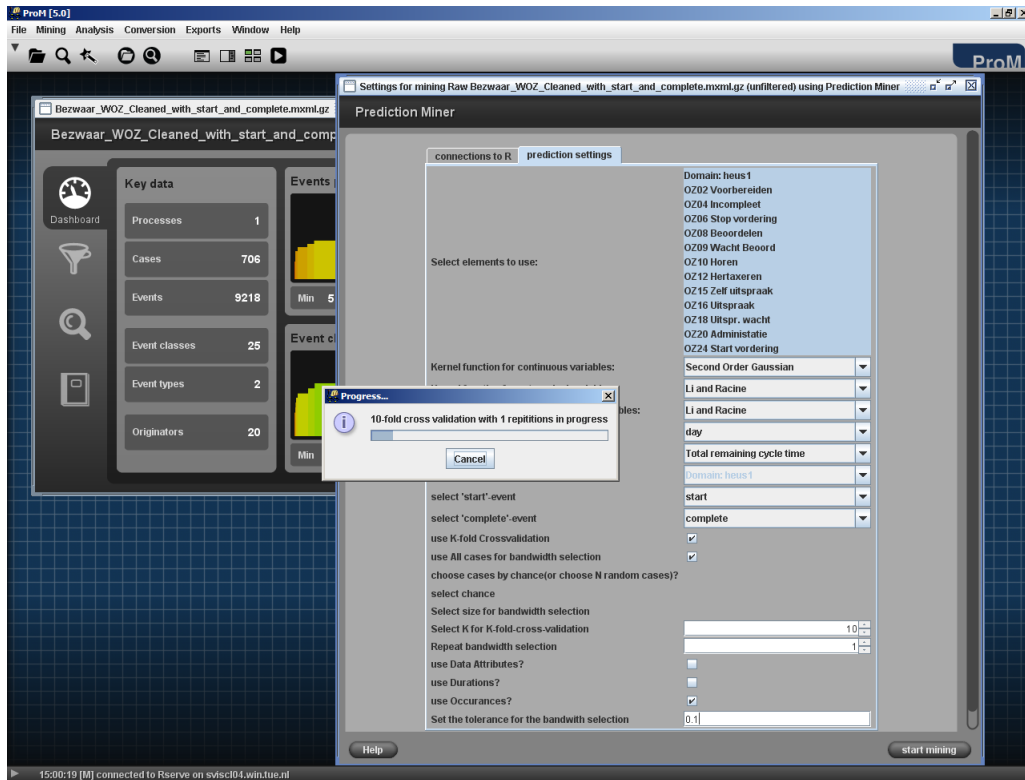 ProM [5.0]
File Mining Analysis Conversion Exports Window Help
ProM
Bezwaar_WOZ_Cleaned_with_start_and_complete.mxml.gz
Bezwaar_WOZ_Cleaned_with_start_and_comp
Dashboard
Key data
Processes 1
Cases 706
Events 9218
Event classes 25
Event types 2
Originators 20
Events
Min 5
Event cl
Min
Settings for mining Raw Bezwaar_WOZ_Cleaned_with_start_and_complete.mxml.gz (unfiltered) using Prediction Miner
Prediction Miner
connections to R prediction settings
Select elements to use:
Domain: heus1
OZ02 Voorbereiden
OZ04 Incompleet
OZ06 Stop vordering
OZ08 Beoordelen
OZ09 Wacht Beoord
OZ10 Horen
OZ12 Hertaxeren
OZ15 Zelf uitspraak
OZ16 Uitspraak
OZ18 Uitspr. wacht
OZ20 Administatie
OZ24 Start vordering
Kernel function for continuous variables: Second Order Gaussian
Li and Racine
bles: Li and Racine
day
Total remaining cycle time
Domain: heus1
Progress...
10-fold cross validation with 1 repititions in progress
Cancel
select 'start'-event start
select 'complete'-event complete
use K-fold Crossvalidation
use All cases for bandwidth selection
choose cases by chance(or choose N random cases)?
select chance
Select size for bandwidth selection
Select K for K-fold-cross-validation 10
Repeat bandwidth selection 1
use Data Attributes?
use Durations?
use Occurances?
Set the tolerance for the bandwith selection 0.1
Help start mining
15:00:19 [M] connected to Rserve on sviscl04.win.tue.nl